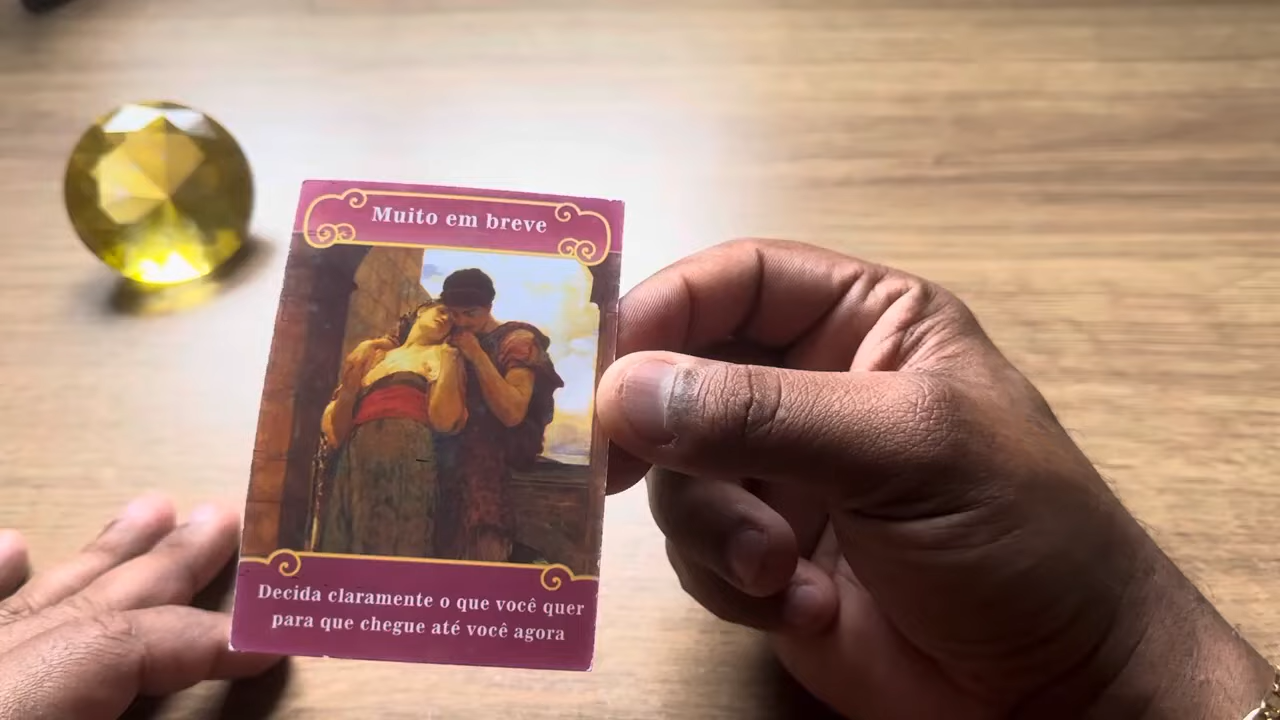 Muito em breve
Decida claramente o que você quer
para que chegue até você agora